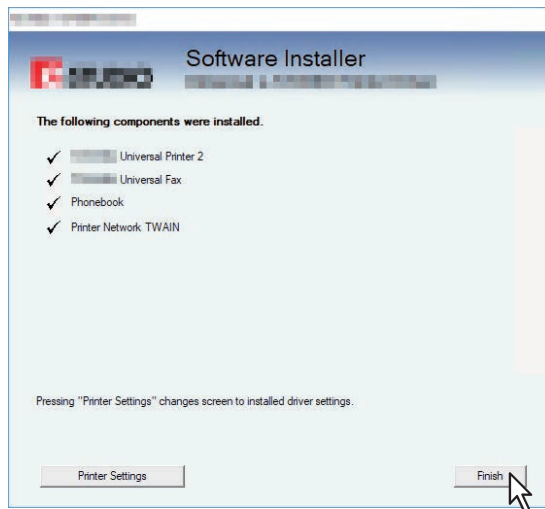 Software Installer
The following components were installed.
Universal Printer 2
Universal Fax
Phonebook
Printer Network TWAIN
Pressing "Printer Settings" changes screen to installed driver settings.
Printer Settings
Finish